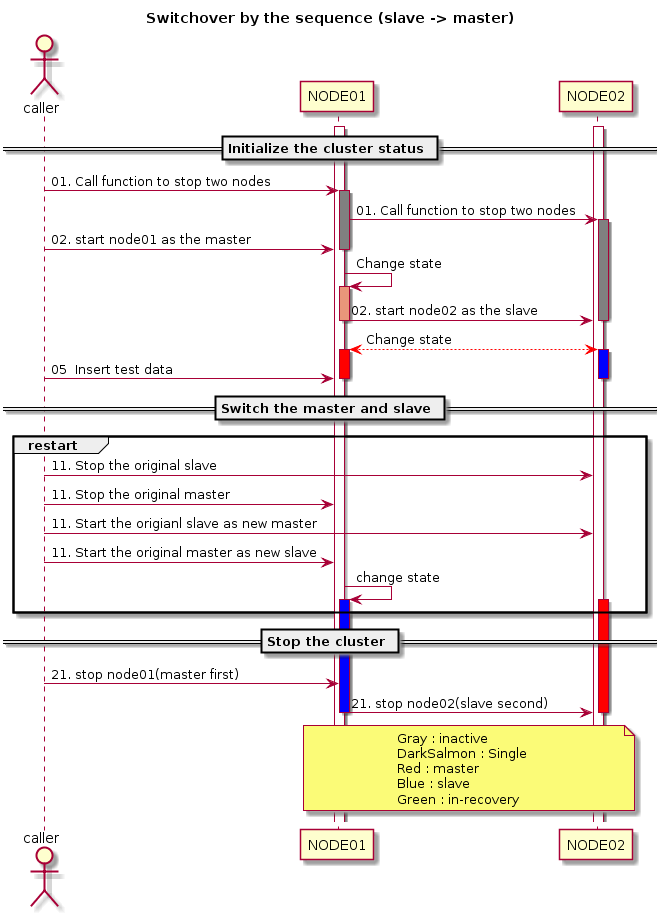 Switchover by the sequence (slave -> master)
caller
NODE01
NODE02
Initialize the cluster status
01. Call function to stop two nodes
01. Call function to stop two nodes
02. start node01 as the master
Change state
02. start node02 as the slave
Change state
05  Insert test data
Switch the master and slave
restart
11. Stop the original slave
11. Stop the original master
11. Start the origianl slave as new master
11. Start the original master as new slave
change state
Stop the cluster
21. stop node01(master first)
21. stop node02(slave second)
Gray : inactive
DarkSalmon : Single
Red : master
Blue : slave
Green : in-recovery
caller
NODE01
NODE02